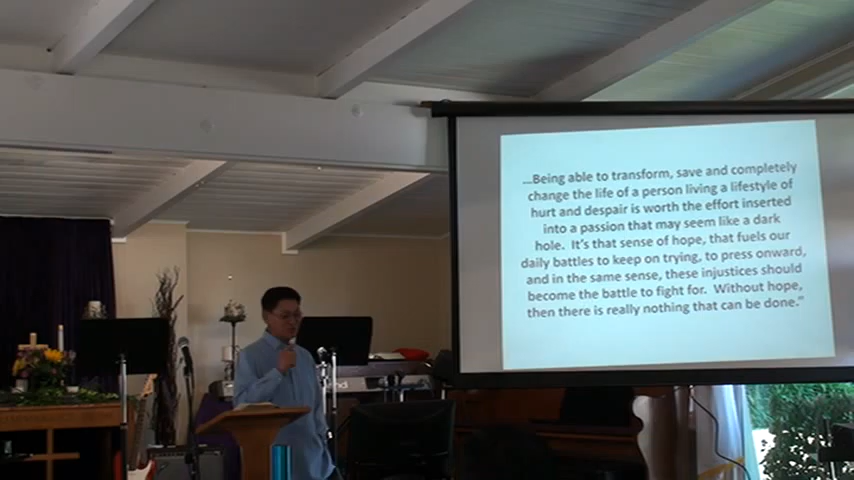 ...Being able to transform, save and completely
change the life of a person living a lifestyle of
hurt and despair is worth the effort inserted
into a passion that may seem like a dark
hole.  It's that sense of hope, that fuels our
daily battles to keep on trying, to press onward,
and in the same sense, these injustices should
become the battle to fight for.  Without hope,
then there is really nothing that can be done."